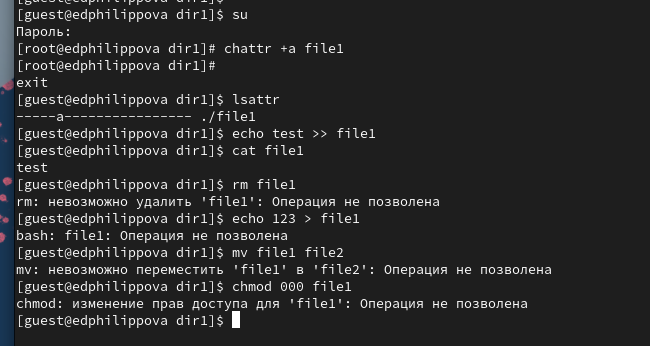 [guest@edphilippova dir1]$ su
Пароль:
[root@edphilippova dir1]# chattr +a file1
[root@edphilippova dir1]#
exit
[guest@edphilippova dir1]$ lsattr
-----a---------------- ./file1
[guest@edphilippova dir1]$ echo test >> file1
[guest@edphilippova dir1]$ cat file1
test
[guest@edphilippova dir1]$ rm file1
rm: невозможно удалить 'file1': Операция не позволена
[guest@edphilippova dir1]$ echo 123 > file1
bash: file1: Операция не позволена
[guest@edphilippova dir1]$ mv file1 file2
mv: невозможно переместить 'file1' в 'file2': Операция не позволена
[guest@edphilippova dir1]$ chmod 000 file1
chmod: изменение прав доступа для 'file1': Операция не позволена
[guest@edphilippova dir1]$